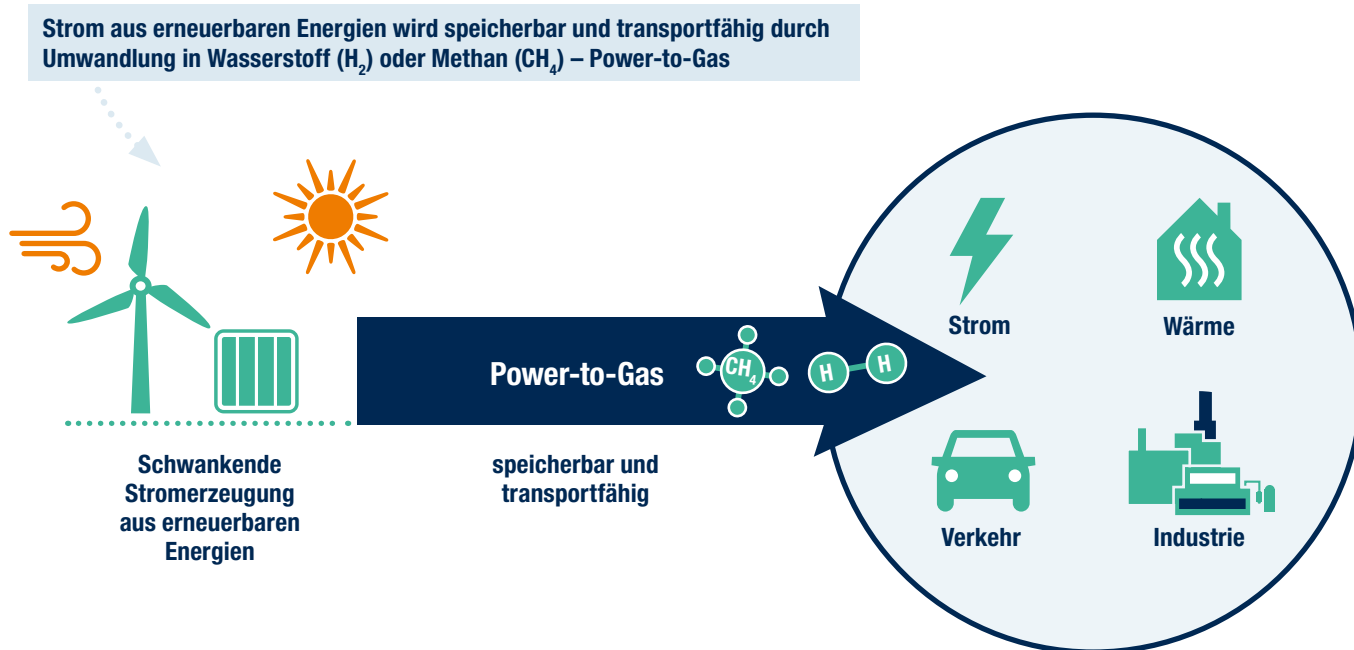 Strom aus erneuerbaren Energien wird speicherbar und transportfähig durch
Umwandlung in Wasserstoff (H₂) oder Methan (CH₄) – Power-to-Gas
Strom
Wärme
Power-to-Gas
CH₄
H
H
Schwankende
Stromerzeugung
aus erneuerbaren
Energien
speicherbar und
transportfähig
Verkehr
Industrie